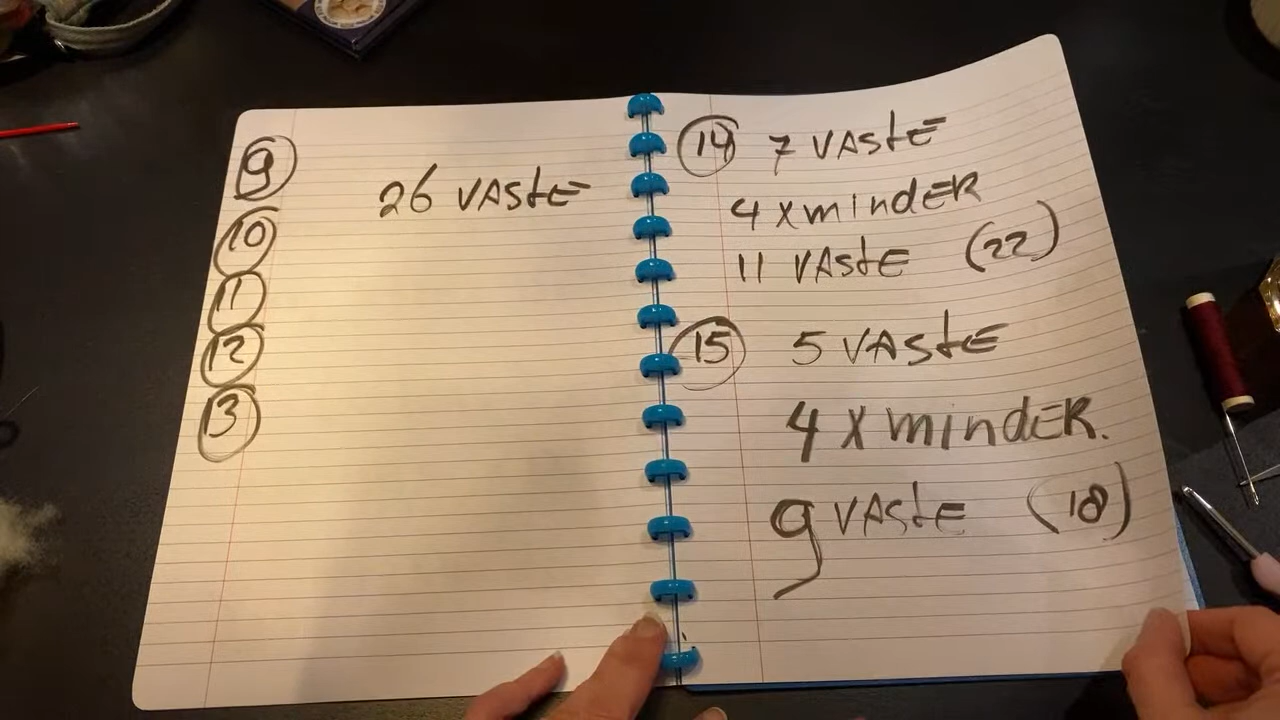 9
26 VASTE
10
11
12
13
14 7 VASTE
4 x minDER
11 VASTE (22)
15 5 VASTE
4 x minDER.
9 VASTE (18)